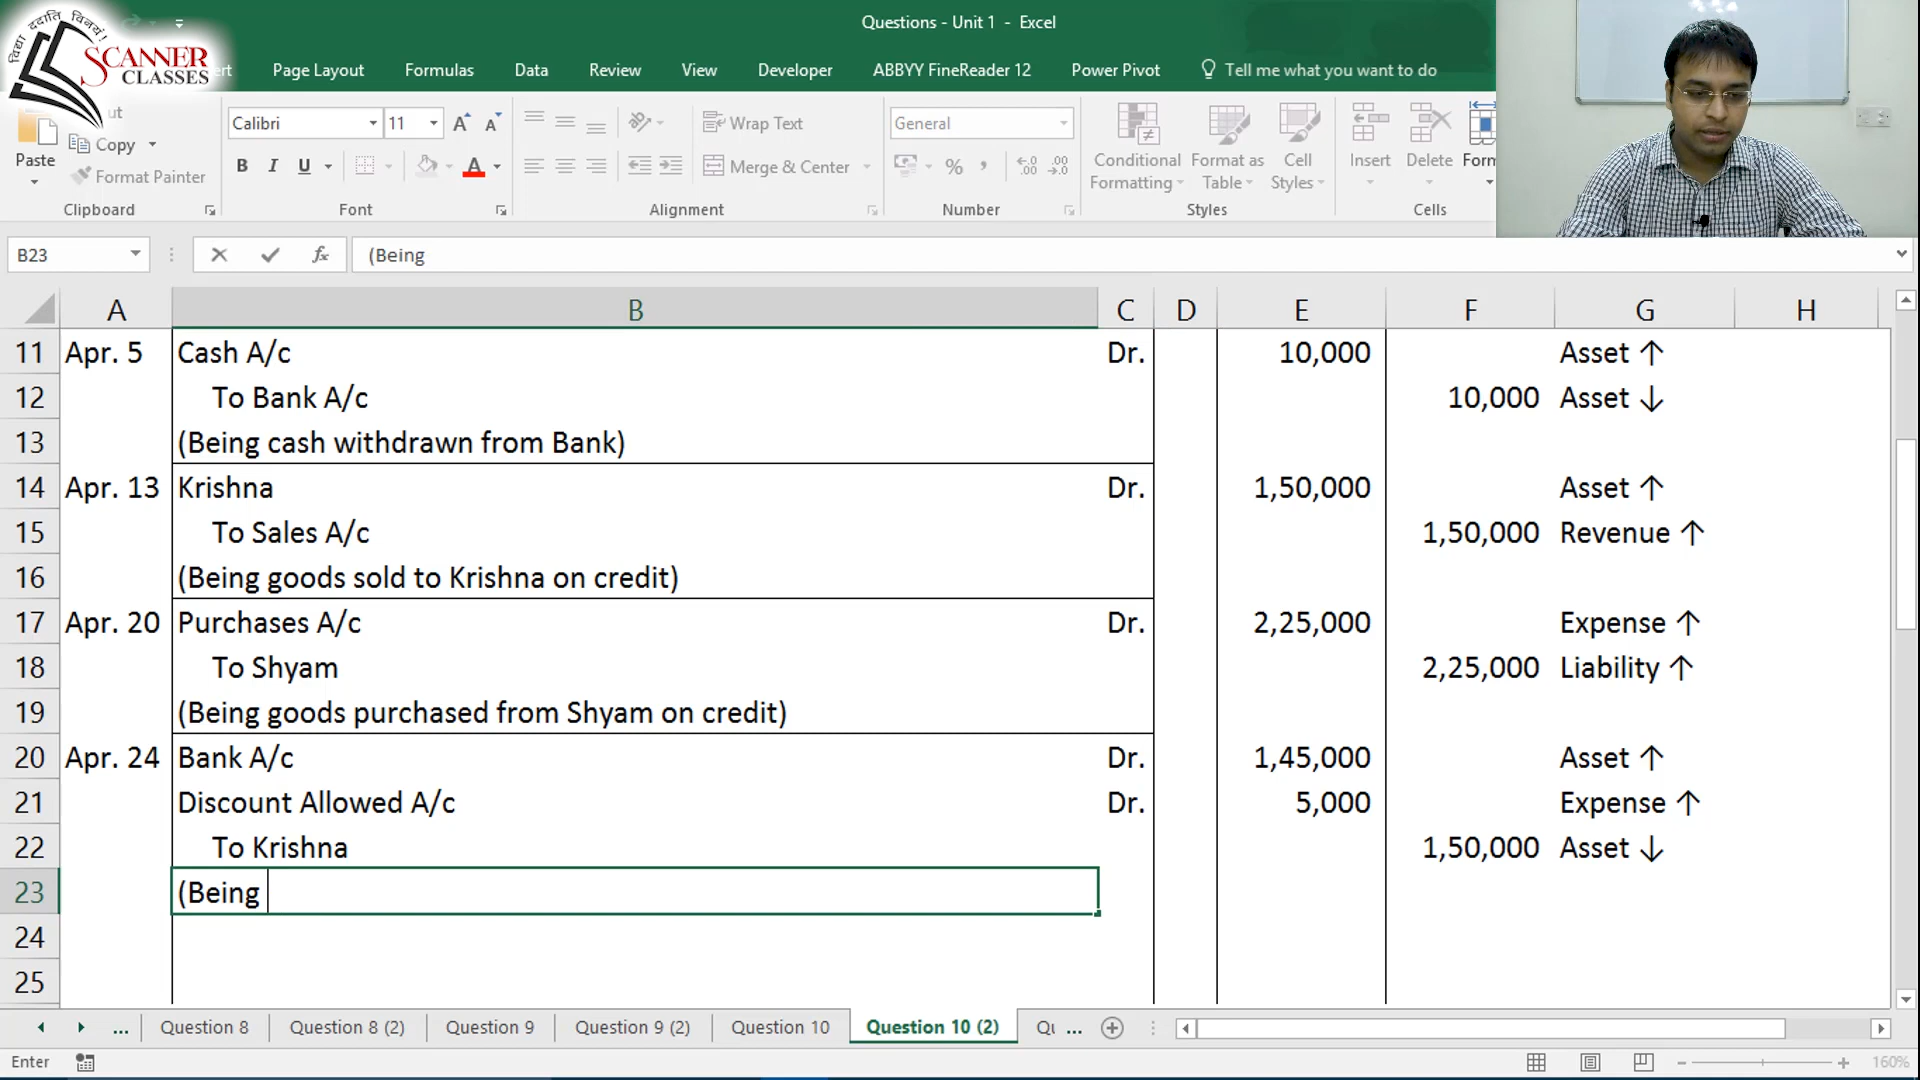 विद्या ददाति विनयं।
SCANNER
CLASSES
Questions - Unit 1 - Excel
Page Layout Formulas Data Review View Developer ABBYY FineReader 12 Power Pivot Tell me what you want to do
Paste
Copy
Format Painter
Clipboard
Calibri 11
B I U A
Font
Wrap Text
Merge & Center
Alignment
General
% ,
Number
Conditional Formatting
Format as Table
Cell Styles
Styles
Insert Delete Form
Cells
B23 fx (Being
A B C D E F G H
11 Apr. 5 Cash A/c Dr. 10,000 Asset ↑
12 To Bank A/c 10,000 Asset ↓
13 (Being cash withdrawn from Bank)
14 Apr. 13 Krishna Dr. 1,50,000 Asset ↑
15 To Sales A/c 1,50,000 Revenue ↑
16 (Being goods sold to Krishna on credit)
17 Apr. 20 Purchases A/c Dr. 2,25,000 Expense ↑
18 To Shyam 2,25,000 Liability ↑
19 (Being goods purchased from Shyam on credit)
20 Apr. 24 Bank A/c Dr. 1,45,000 Asset ↑
21 Discount Allowed A/c Dr. 5,000 Expense ↑
22 To Krishna 1,50,000 Asset ↓
23 (Being
24
25
... Question 8 Question 8 (2) Question 9 Question 9 (2) Question 10 Question 10 (2) Qu ...
Enter 160%